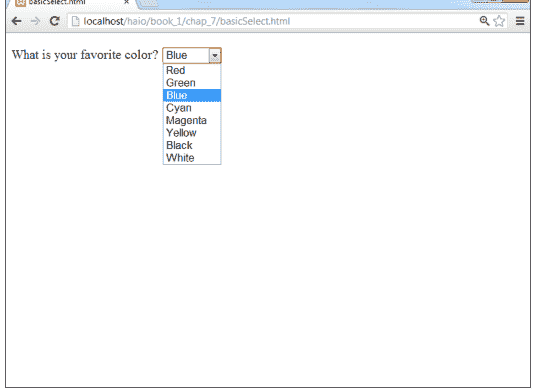 basicSelect.html
localhost/haio/book_1/chap_7/basicSelect.html
What is your favorite color? Blue
Red
Green
Blue
Cyan
Magenta
Yellow
Black
White